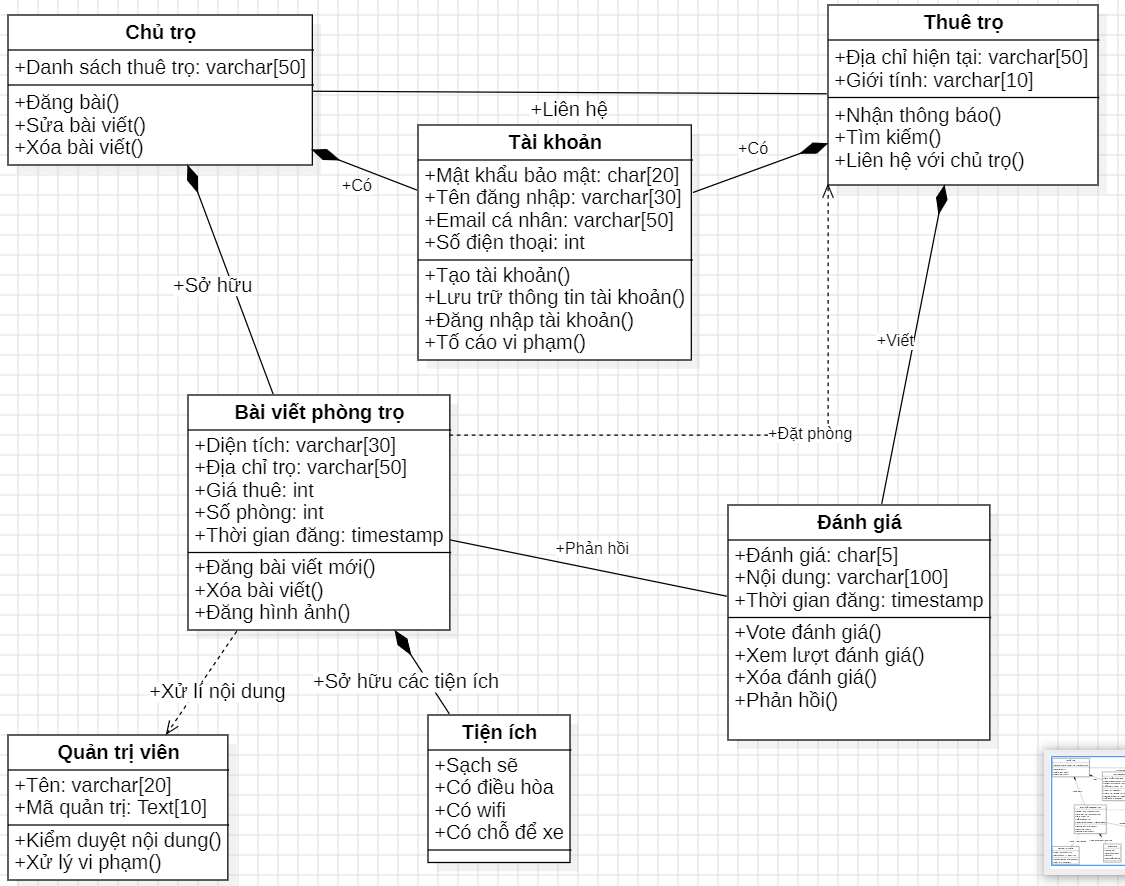 Chủ trọ
+Danh sách thuê trọ: varchar[50]
+Đăng bài()
+Sửa bài viết()
+Xóa bài viết()
Thuê trọ
+Địa chỉ hiện tại: varchar[50]
+Giới tính: varchar[10]
+Nhận thông báo()
+Tìm kiếm()
+Liên hệ với chủ trọ()
+Liên hệ
Tài khoản
+Mật khẩu bảo mật: char[20]
+Tên đăng nhập: varchar[30]
+Email cá nhân: varchar[50]
+Số điện thoại: int
+Tạo tài khoản()
+Lưu trữ thông tin tài khoản()
+Đăng nhập tài khoản()
+Tố cáo vi phạm()
+Có
+Có
+Sở hữu
+Viết
Bài viết phòng trọ
+Diện tích: varchar[30]
+Địa chỉ trọ: varchar[50]
+Giá thuê: int
+Số phòng: int
+Thời gian đăng: timestamp
+Đăng bài viết mới()
+Xóa bài viết()
+Đăng hình ảnh()
+Đặt phòng
+Phản hồi
Đánh giá
+Đánh giá: char[5]
+Nội dung: varchar[100]
+Thời gian đăng: timestamp
+Vote đánh giá()
+Xem lượt đánh giá()
+Xóa đánh giá()
+Phản hồi()
+Xử lí nội dung
+Sở hữu các tiện ích
Quản trị viên
+Tên: varchar[20]
+Mã quản trị: Text[10]
+Kiểm duyệt nội dung()
+Xử lý vi phạm()
Tiện ích
+Sạch sẽ
+Có điều hòa
+Có wifi
+Có chỗ để xe